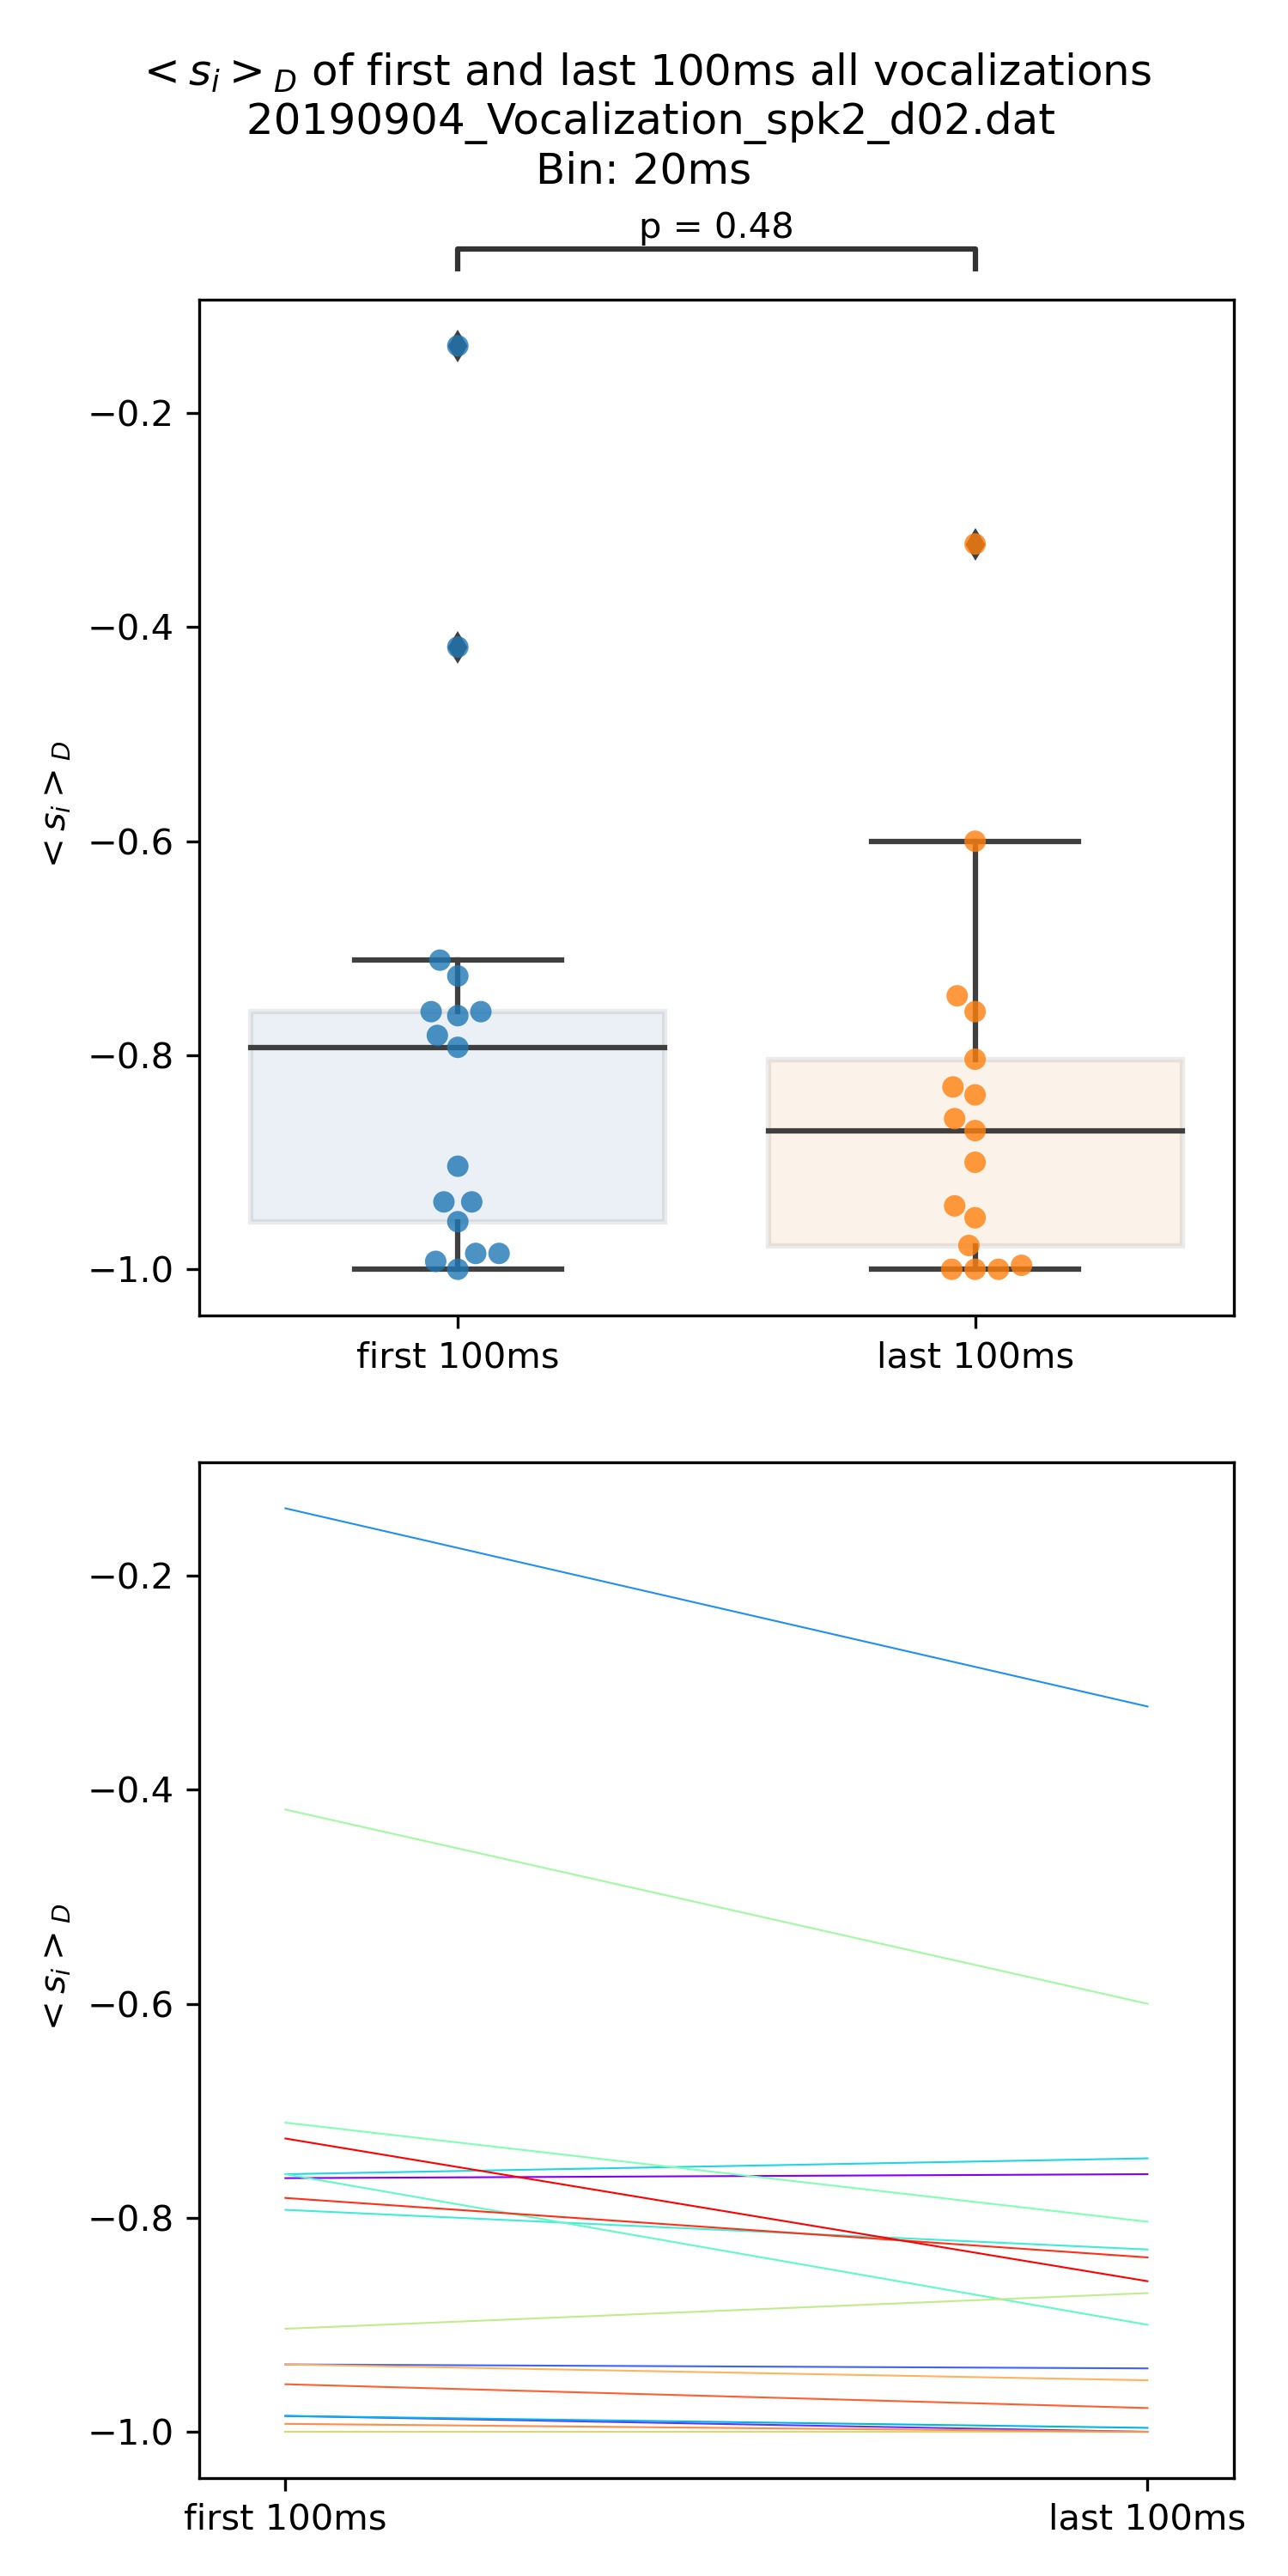 < s_i >_D of first and last 100ms all vocalizations
20190904_Vocalization_spk2_d02.dat
Bin: 20ms
p = 0.48
−0.2
−0.4
−0.6
−0.8
−1.0
< s_i >_D
first 100ms
last 100ms
−0.2
−0.4
−0.6
−0.8
−1.0
< s_i >_D
first 100ms
last 100ms